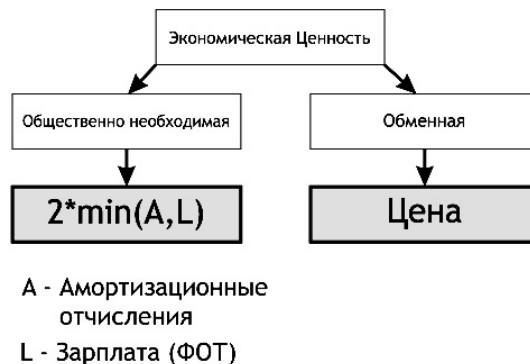 Экономическая Ценность
Общественно необходимая
Обменная
2*min(A,L)
Цена
A - Амортизационные
отчисления
L - Зарплата (ФОТ)